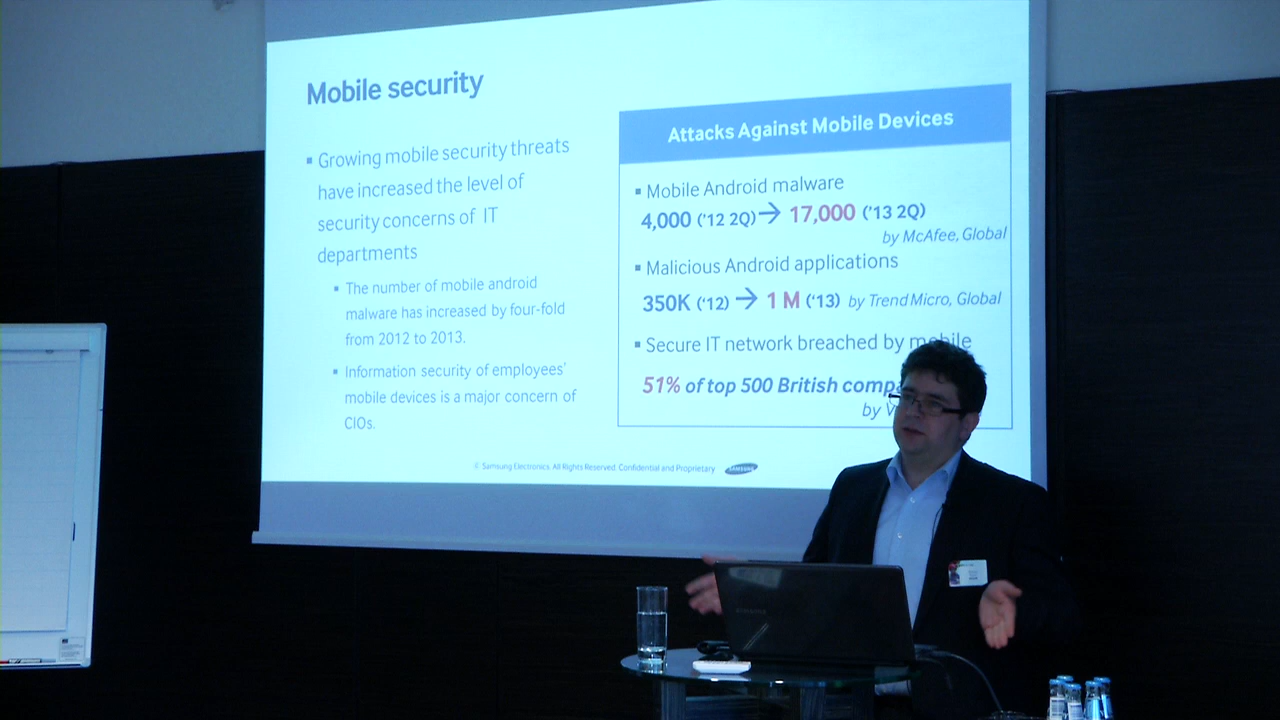 Mobile security
▪ Growing mobile security threats
have increased the level of
security concerns of IT
departments
▪ The number of mobile android
malware has increased by four-fold
from 2012 to 2013.
▪ Information security of employees'
mobile devices is a major concern of
CIOs.
Attacks Against Mobile Devices
▪ Mobile Android malware
4,000 ('12 2Q) → 17,000 ('13 2Q)
by McAfee, Global
▪ Malicious Android applications
350K ('12) → 1 M ('13) by Trend Micro, Global
▪ Secure IT network breached by mobile
51% of top 500 British
by
Samsung Electronics. All Rights Reserved. Confidential and Proprietary
SAMSUNG
SAMSUNG